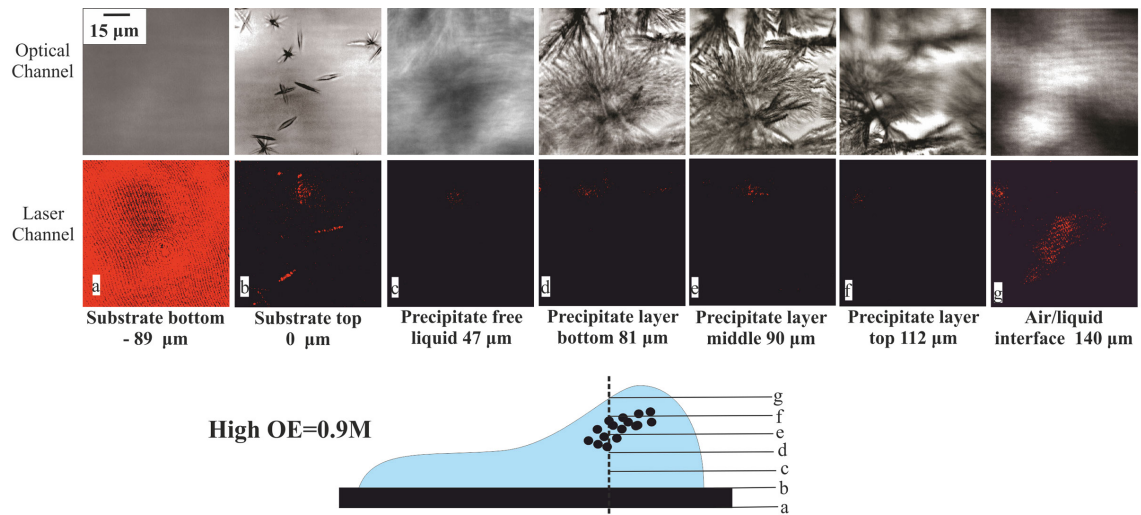 15 μm
Optical
Channel
Laser
Channel
a
b
c
d
e
f
g
Substrate bottom
- 89 μm
Substrate top
0 μm
Precipitate free
liquid 47 μm
Precipitate layer
bottom 81 μm
Precipitate layer
middle 90 μm
Precipitate layer
top 112 μm
Air/liquid
interface 140 μm
High OE=0.9M
g
f
e
d
c
b
a